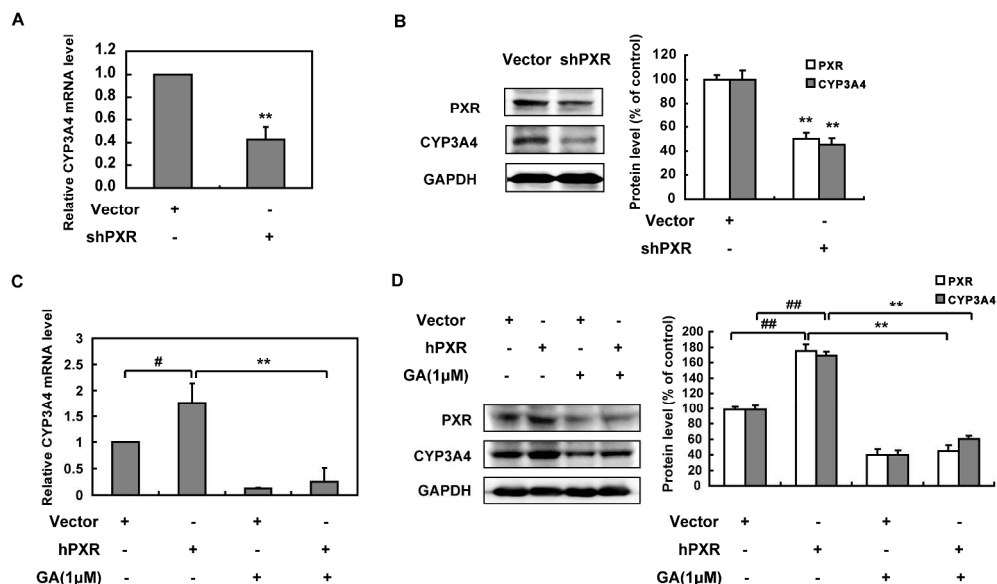 A
Relative CYP3A4 mRNA level
1.2
1.0
0.8
0.6
0.4
0.2
0.0
**
Vector + -
shPXR - +
B
Vector shPXR
PXR
CYP3A4
GAPDH
Protein level (% of control)
120
100
80
60
40
20
0
PXR
CYP3A4
** **
Vector + -
shPXR - +
C
Relative CYP3A4 mRNA level
3
2.5
2
1.5
1
0.5
0
# **
Vector + - + -
hPXR - + - +
GA(1µM) - - + +
D
Vector + - + -
hPXR - + - +
GA(1µM) - - + +
PXR
CYP3A4
GAPDH
Protein level (% of control)
200
180
160
140
120
100
80
60
40
20
0
PXR
CYP3A4
## **
## **
Vector + - + -
hPXR - + - +
GA(1µM) - - + +